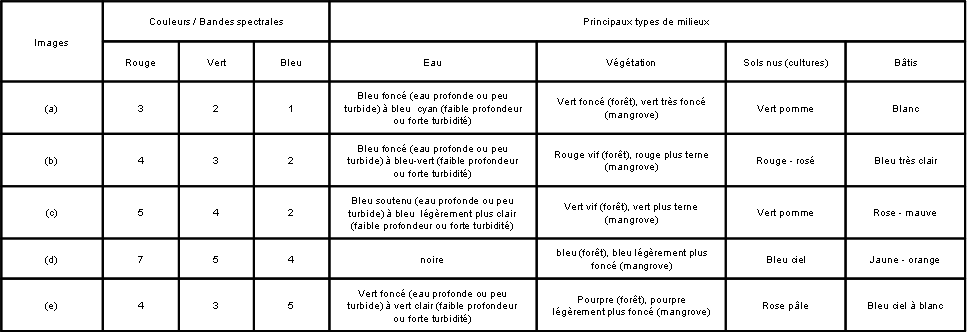 Images
Couleurs / Bandes spectrales
Principaux types de milieu
Rouge
Vert
Bleu
Eau
Végétation
Sols nus (cultures)
Bâtis
(a)
3
2
1
Bleu foncé (eau profonde ou peu
turbide) à bleu cyan (faible profondeur
ou forte turbidité)
Vert foncé (forêt), vert très foncé
(mangrove)
Vert pomme
Blanc
(b)
4
3
2
Bleu foncé (eau profonde ou peu
turbide) à bleu-vert (faible profondeur
ou forte turbidité)
Rouge vif (forêt), rouge plus terne
(mangrove)
Rouge - rosé
Bleu très clair
(c)
5
4
2
Bleu soutenu (eau profonde ou peu
turbide) à bleu légèrement plus clair
(faible profondeur ou forte turbidité)
Vert vif (forêt), vert plus terne
(mangrove)
Vert pomme
Rose - mauve
(d)
7
5
4
noire
bleu (forêt), bleu légèrement plus
foncé (mangrove)
Bleu ciel
Jaune - orange
(e)
4
3
5
Vert foncé (eau profonde ou peu
turbide) à vert clair (faible profondeur
ou forte turbidité)
Pourpre (forêt), pourpre
légèrement plus foncé (mangrove)
Rose pâle
Bleu ciel à blanc